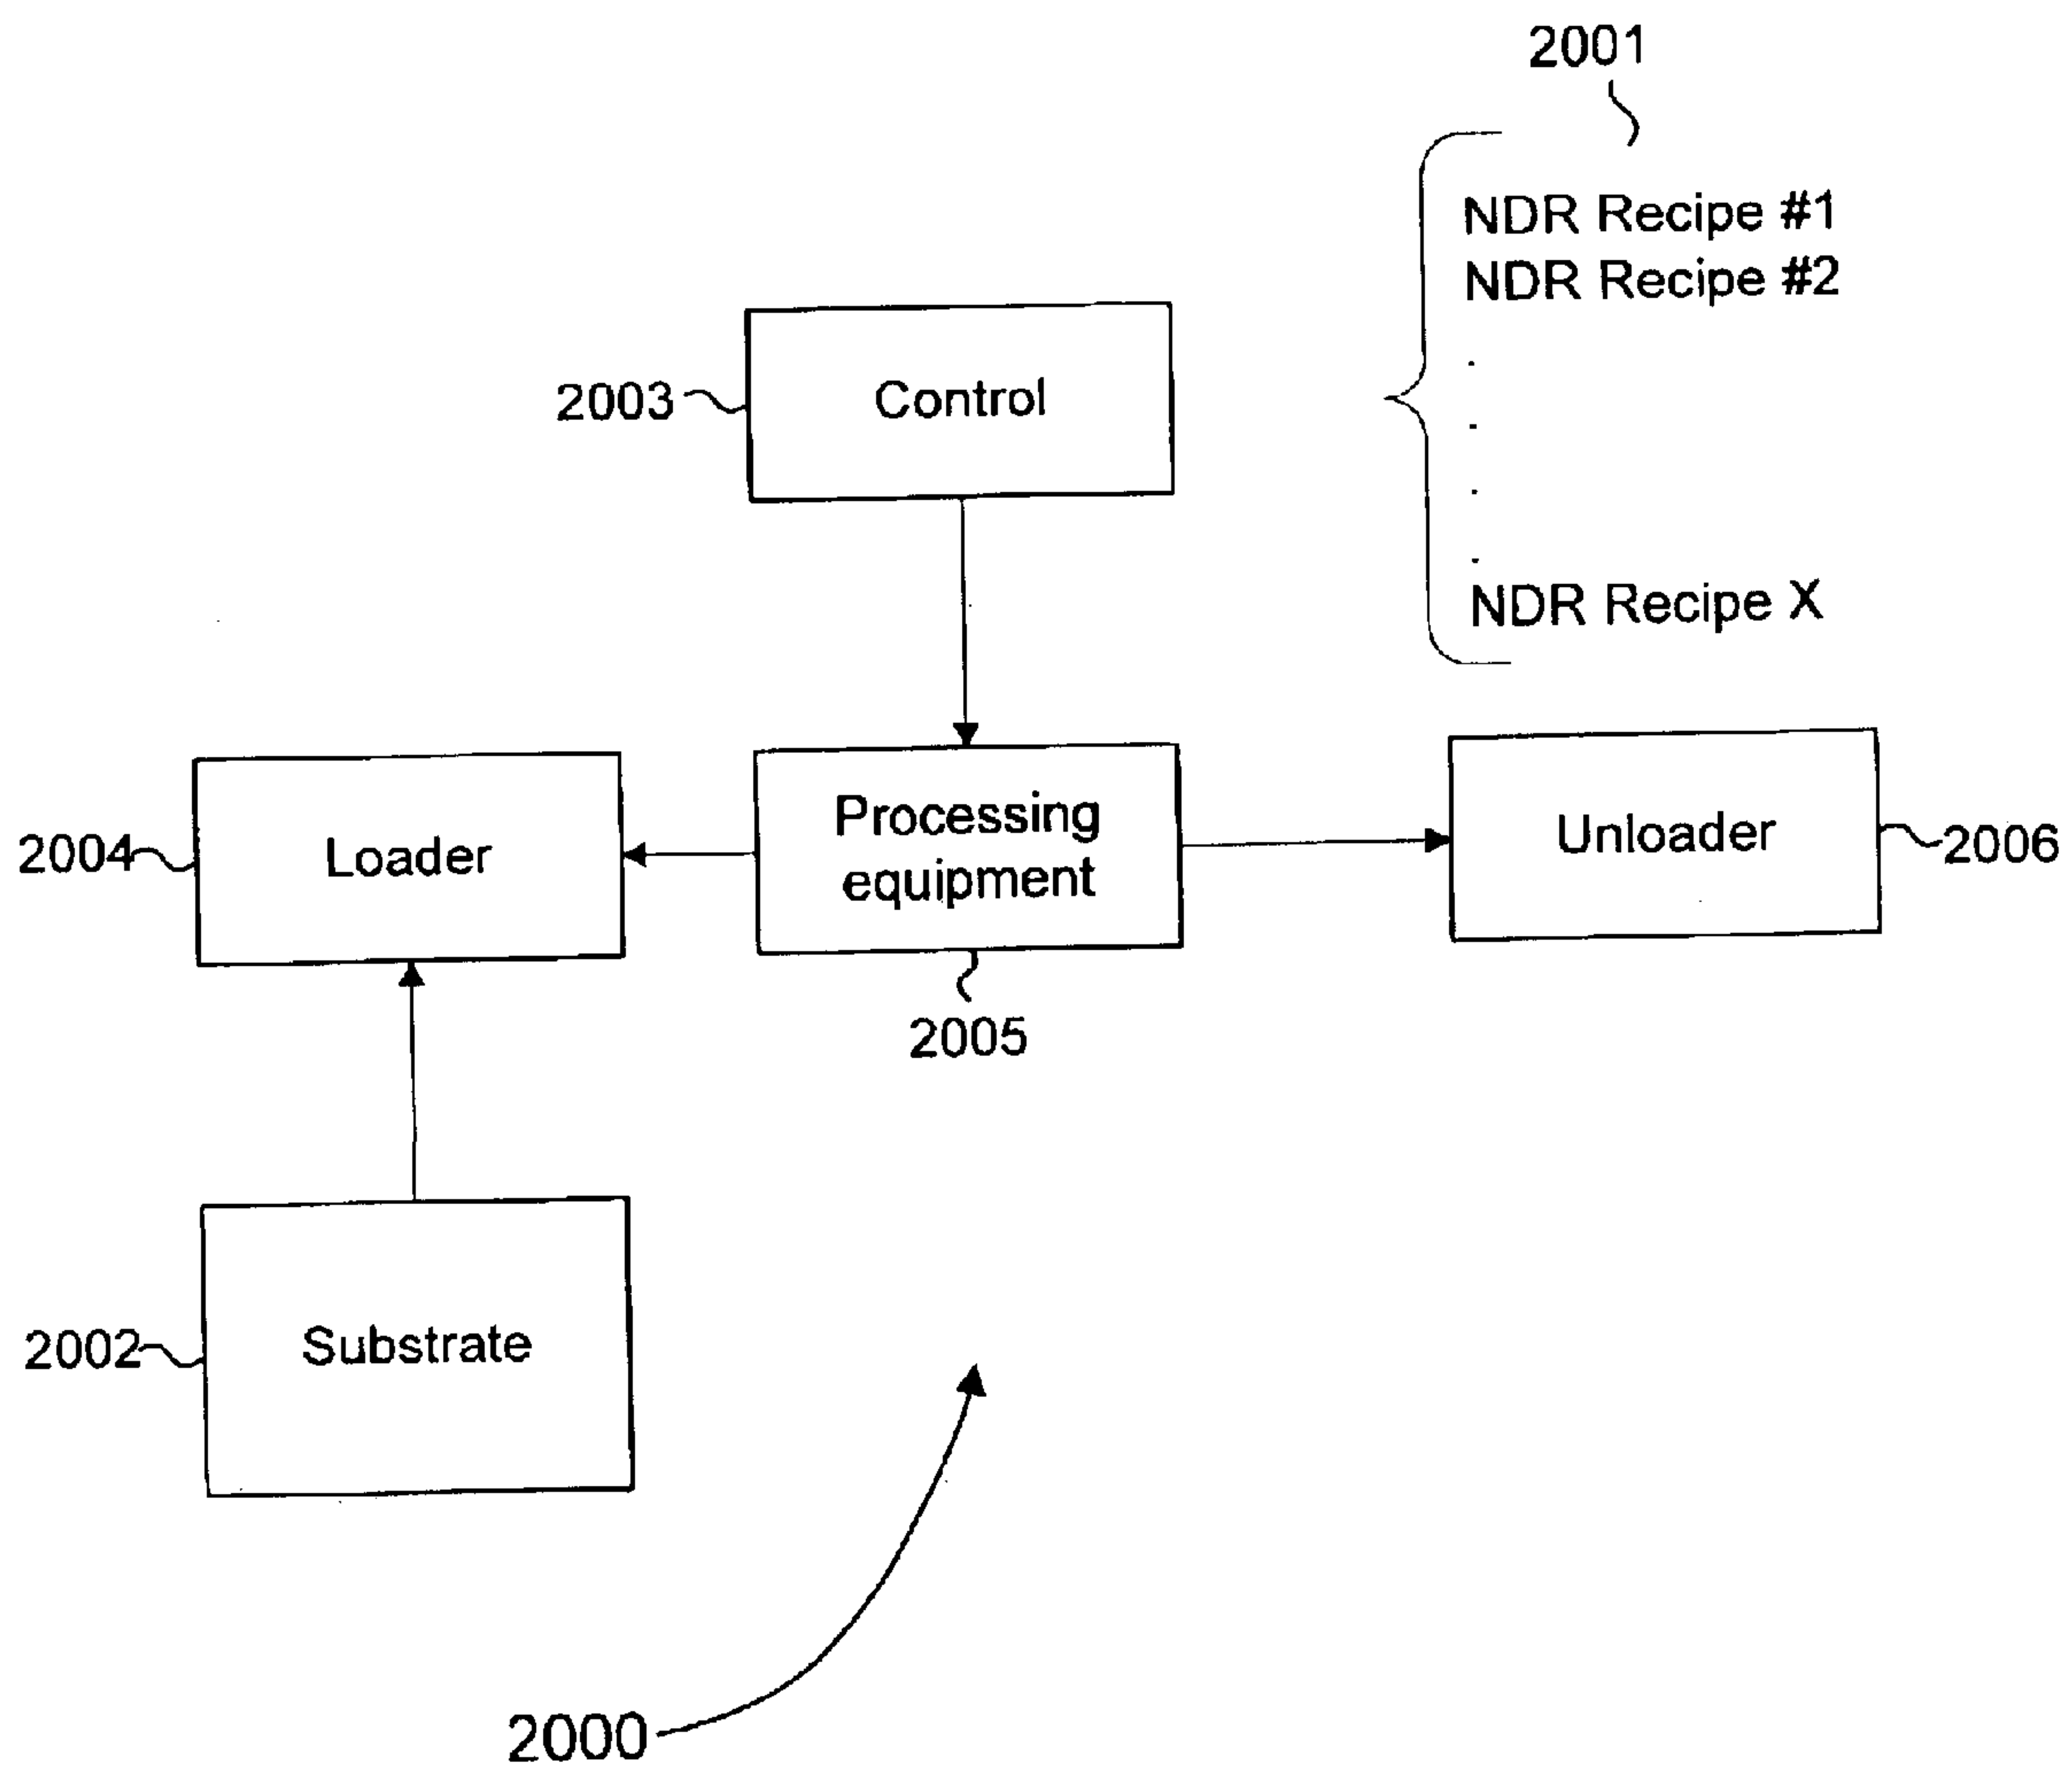 2001
NDR Recipe #1
NDR Recipe #2
.
.
.
.
NDR Recipe X
2003
Control
2004
Loader
Processing
equipment
Unloader
2006
2005
2002
Substrate
2000